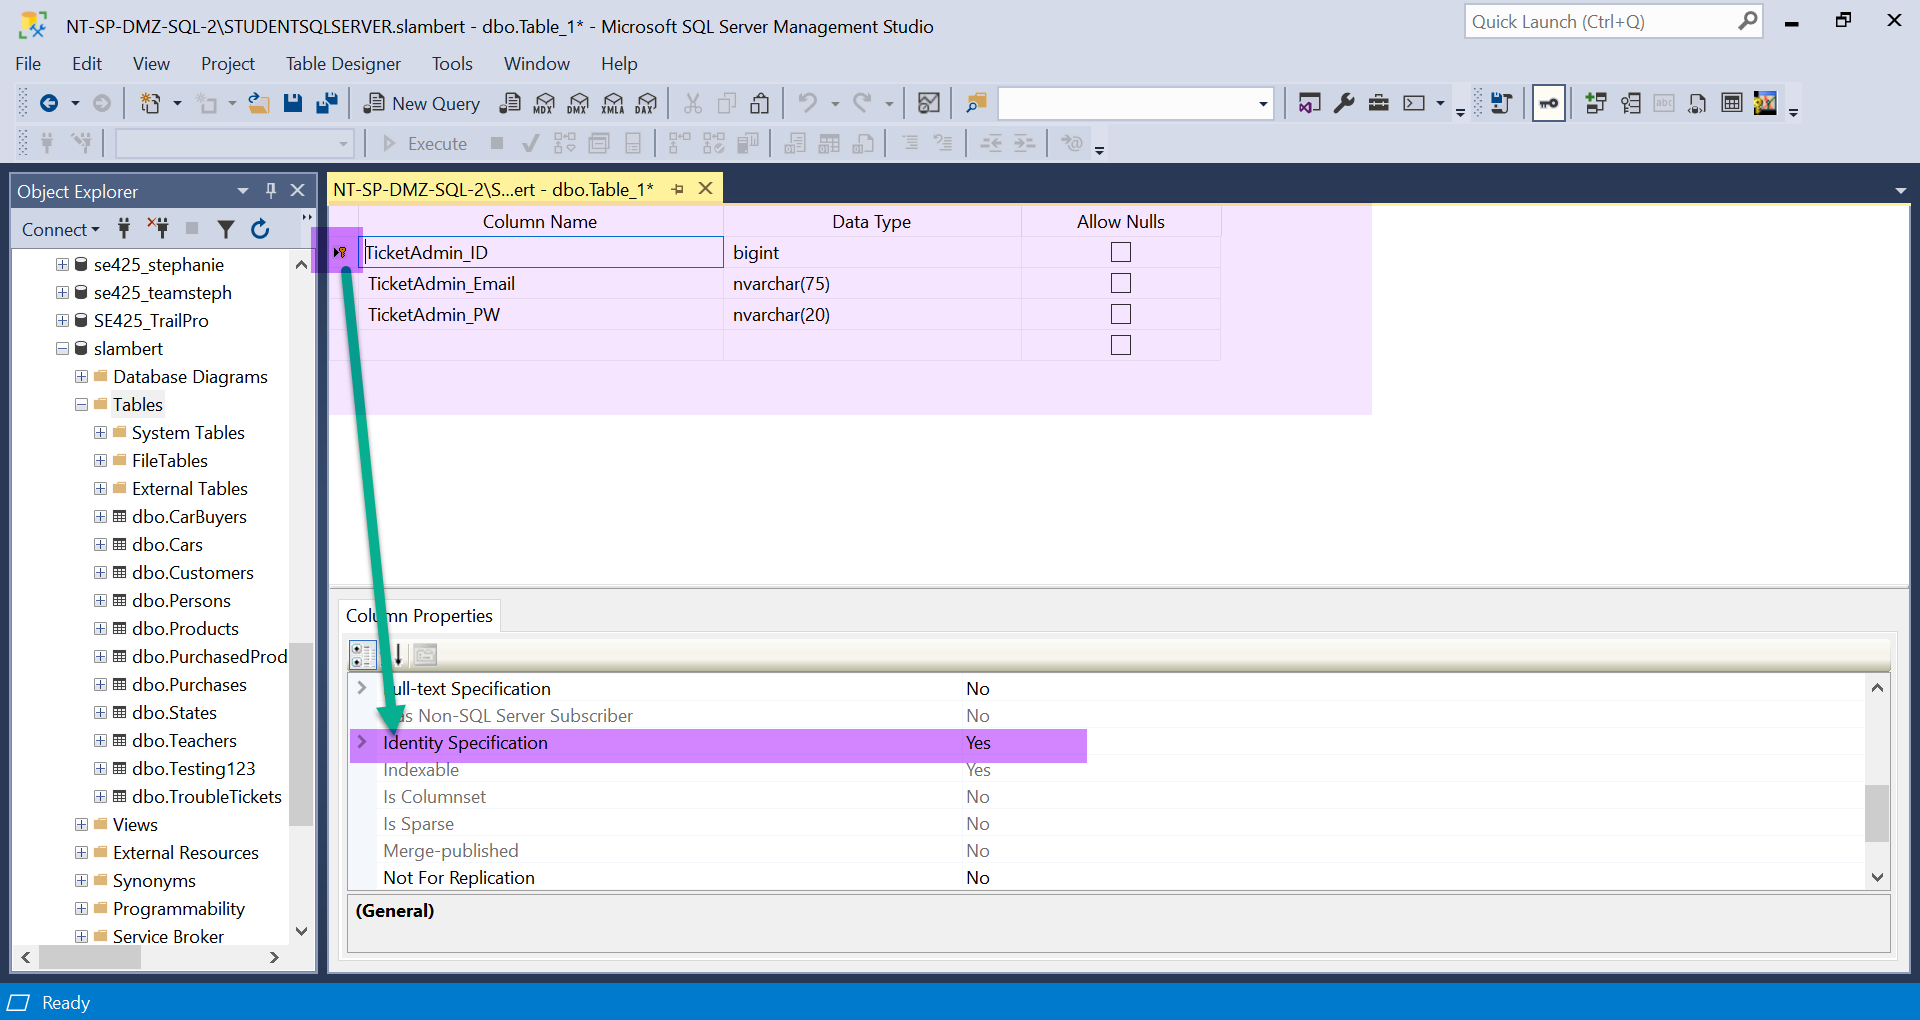 NT-SP-DMZ-SQL-2\STUDENTSQLSERVER.slambert - dbo.Table_1* - Microsoft SQL Server Management Studio
Quick Launch (Ctrl+Q)
File Edit View Project Table Designer Tools Window Help
New Query MDX DMX XMLA DAX
abc
Execute
Object Explorer
Connect
se425_stephanie
se425_teamsteph
SE425_TrailPro
slambert
Database Diagrams
Tables
System Tables
FileTables
External Tables
dbo.CarBuyers
dbo.Cars
dbo.Customers
dbo.Persons
dbo.Products
dbo.PurchasedProd
dbo.Purchases
dbo.States
dbo.Teachers
dbo.Testing123
dbo.TroubleTickets
Views
External Resources
Synonyms
Programmability
Service Broker
NT-SP-DMZ-SQL-2\S...ert - dbo.Table_1*
Column Name Data Type Allow Nulls
TicketAdmin_ID bigint
TicketAdmin_Email nvarchar(75)
TicketAdmin_PW nvarchar(20)
Column Properties
ull-text Specification No
as Non-SQL Server Subscriber No
Identity Specification Yes
Indexable Yes
Is Columnset No
Is Sparse No
Merge-published No
Not For Replication No
(General)
Ready